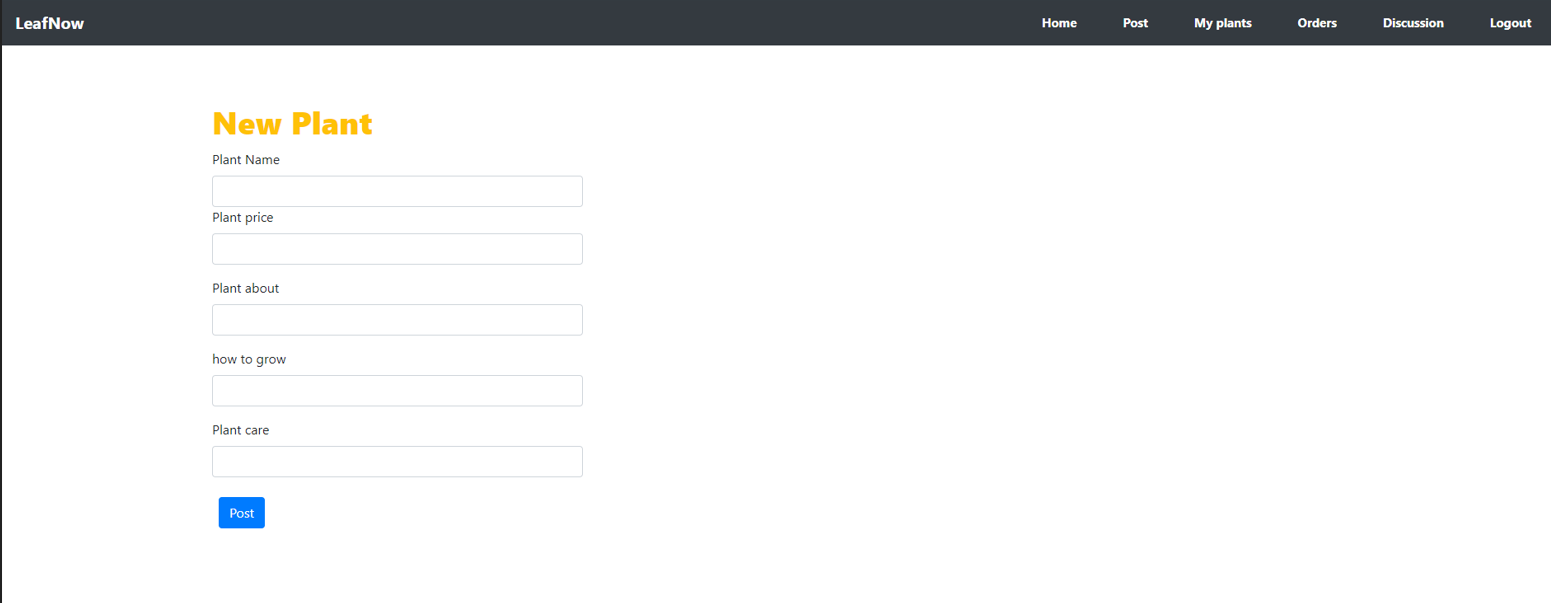 LeafNow Home Post My plants Orders Discussion Logout
New Plant
Plant Name
Plant price
Plant about
how to grow
Plant care
Post